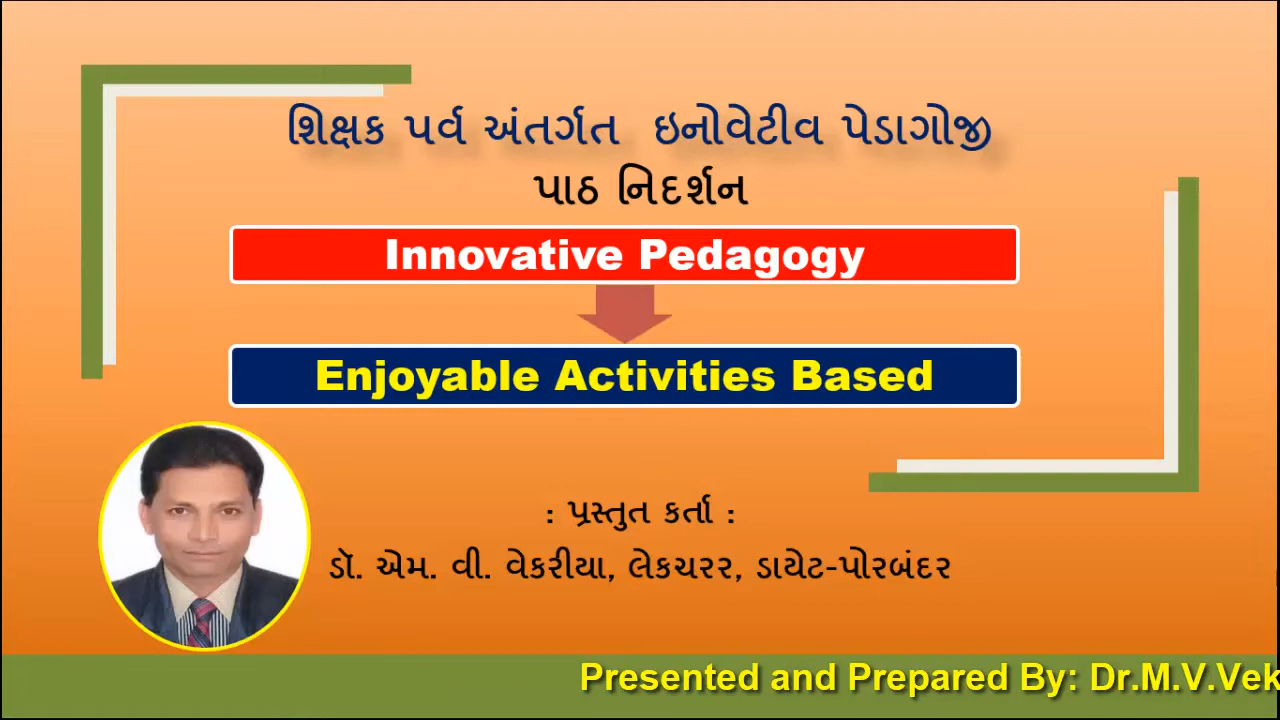 શિક્ષક પર્વ અંતર્ગત ઇનોવેટીવ પેડાગોજી
પાઠ નિદર્શન
Innovative Pedagogy
Enjoyable Activities Based
: પ્રસ્તુત કર્તા :
ડૉ. એમ. વી. વેકરીયા, લેકચરર, ડાયેટ-પોરબંદર
Presented and Prepared By: Dr.M.V.Vek